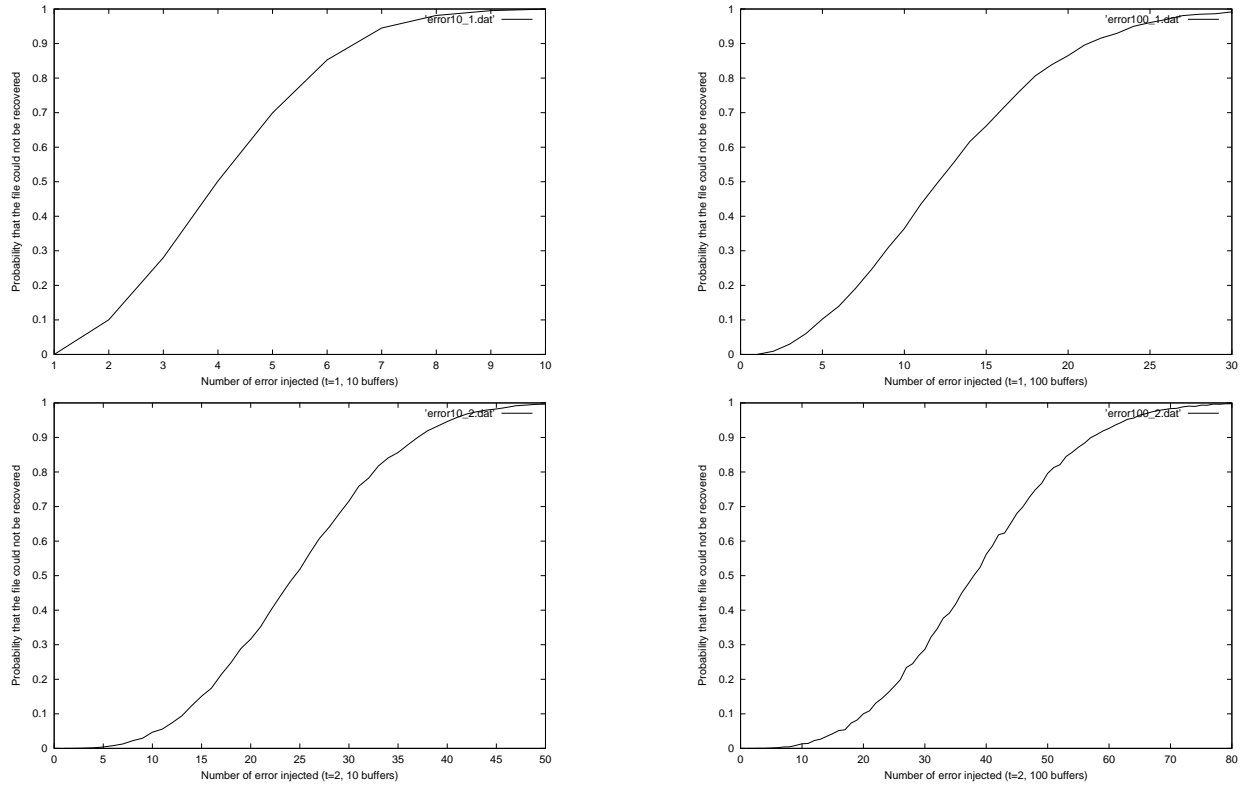 1
0.9
0.8
0.7
0.6
0.5
0.4
0.3
0.2
0.1
0
Probability that the file could not be recovered
'error10_1.dat'
1 2 3 4 5 6 7 8 9 10
Number of error injected (t=1, 10 buffers)
1
0.9
0.8
0.7
0.6
0.5
0.4
0.3
0.2
0.1
0
Probability that the file could not be recovered
'error100_1.dat'
0 5 10 15 20 25 30
Number of error injected (t=1, 100 buffers)
1
0.9
0.8
0.7
0.6
0.5
0.4
0.3
0.2
0.1
0
Probability that the file could not be recovered
'error10_2.dat'
0 5 10 15 20 25 30 35 40 45 50
Number of error injected (t=2, 10 buffers)
1
0.9
0.8
0.7
0.6
0.5
0.4
0.3
0.2
0.1
0
Probability that the file could not be recovered
'error100_2.dat'
0 10 20 30 40 50 60 70 80
Number of error injected (t=2, 100 buffers)